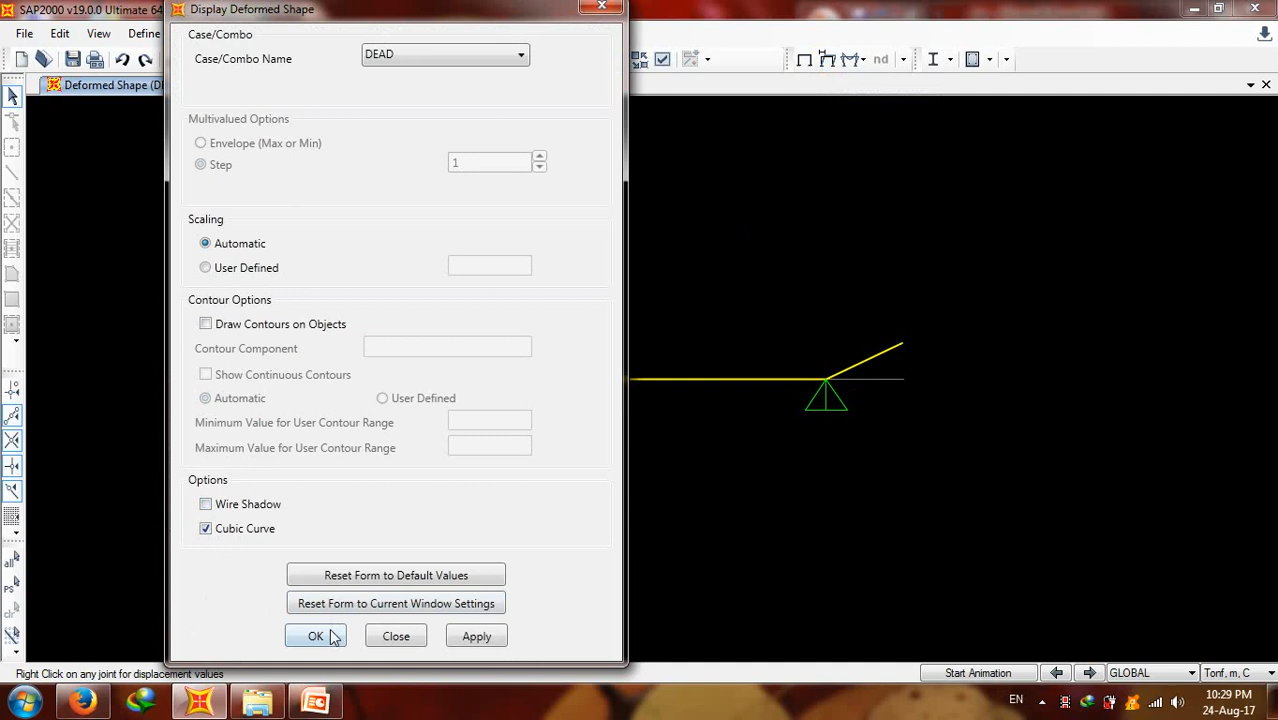 SAP2000 v19.0.0 Ultimate 64
Display Deformed Shape
File Edit View Define
nd
Deformed Shape (D
Case/Combo
Case/Combo Name DEAD
Multivalued Options
Envelope (Max or Min)
Step 1
Scaling
Automatic
User Defined
Contour Options
Draw Contours on Objects
Contour Component
Show Continuous Contours
Automatic User Defined
Minimum Value for User Contour Range
Maximum Value for User Contour Range
Options
Wire Shadow
Cubic Curve
Reset Form to Default Values
Reset Form to Current Window Settings
OK Close Apply
all
PS
clr
Right Click on any joint for displacement values Start Animation GLOBAL Tonf, m, C
EN 10:29 PM
24-Aug-17